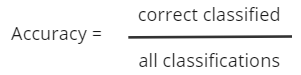 correct classified
Accuracy =
all classifications